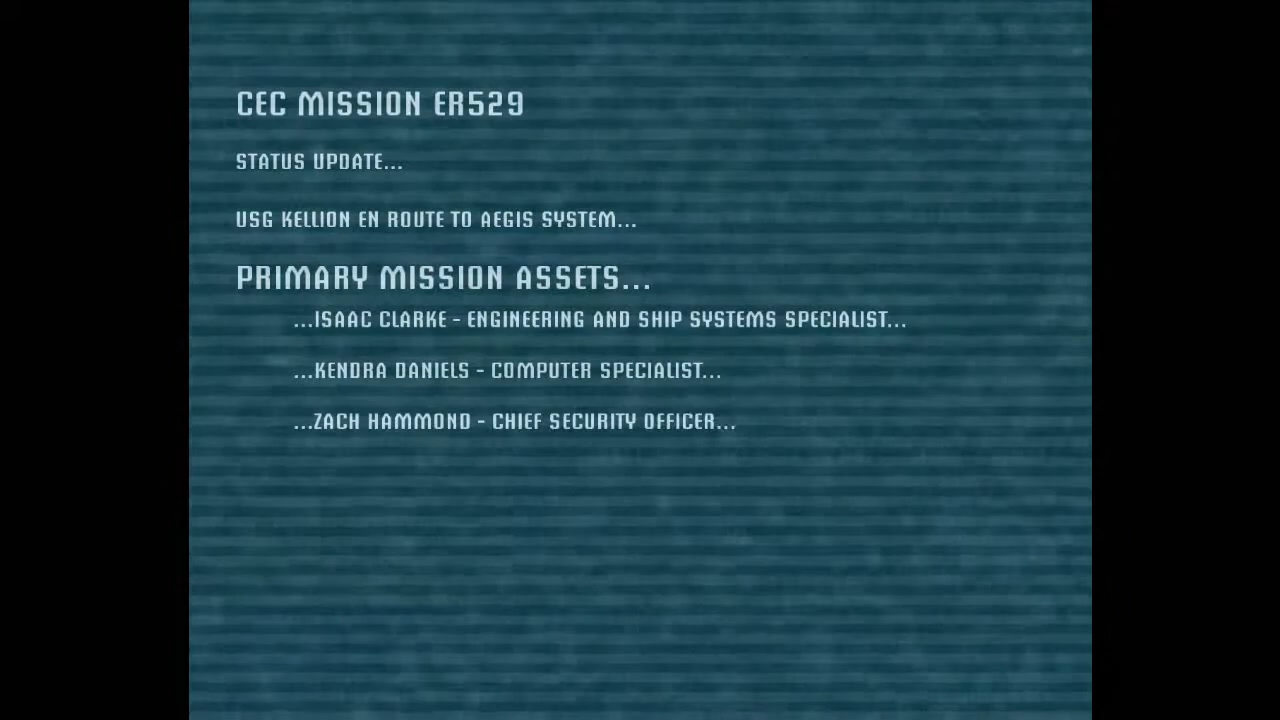 CEC MISSION ER529
STATUS UPDATE...
USG KELLION EN ROUTE TO AEGIS SYSTEM...
PRIMARY MISSION ASSETS...
...ISAAC CLARKE - ENGINEERING AND SHIP SYSTEMS SPECIALIST...
...KENDRA DANIELS - COMPUTER SPECIALIST...
...ZACH HAMMOND - CHIEF SECURITY OFFICER...